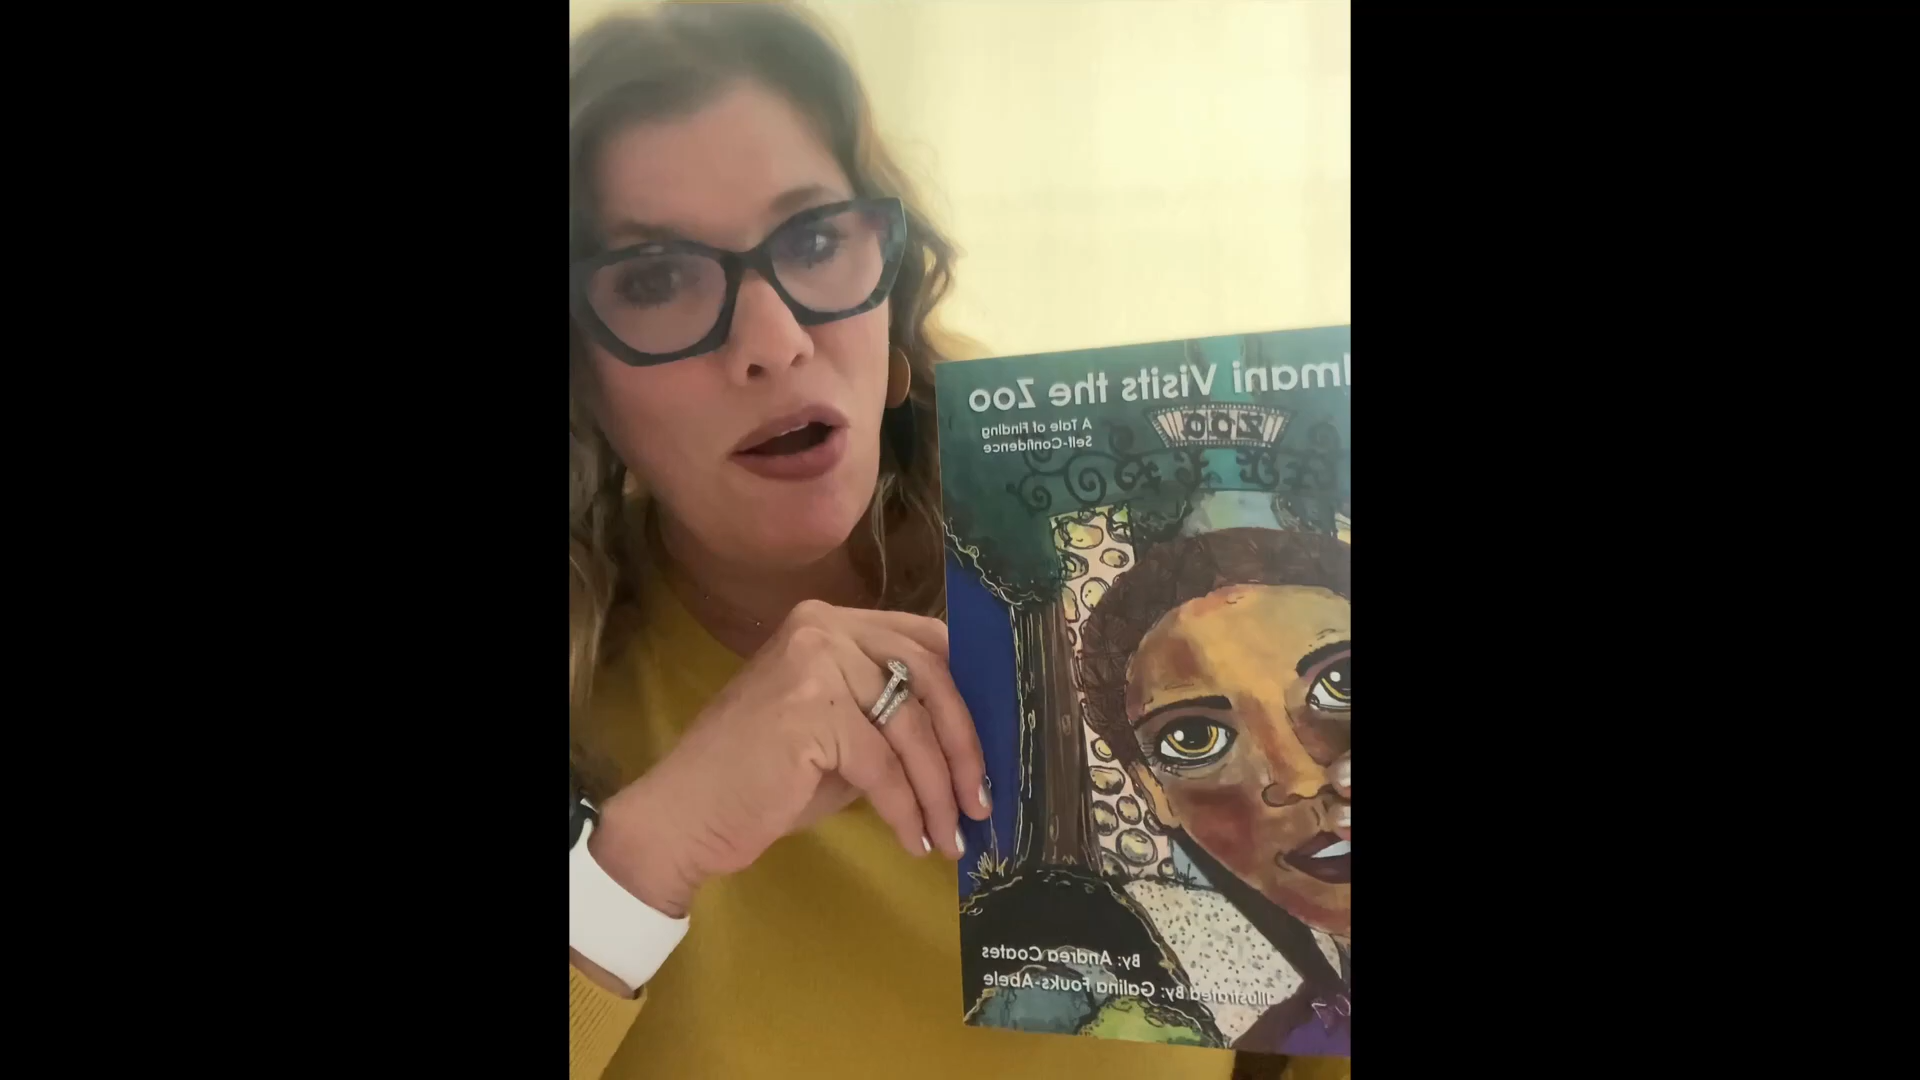 Imani Visits the Zoo
A Tale of Finding
Self-Confidence
ZOO
By: Andrea Coates
Illustrated By: Galina Fouks-Abele